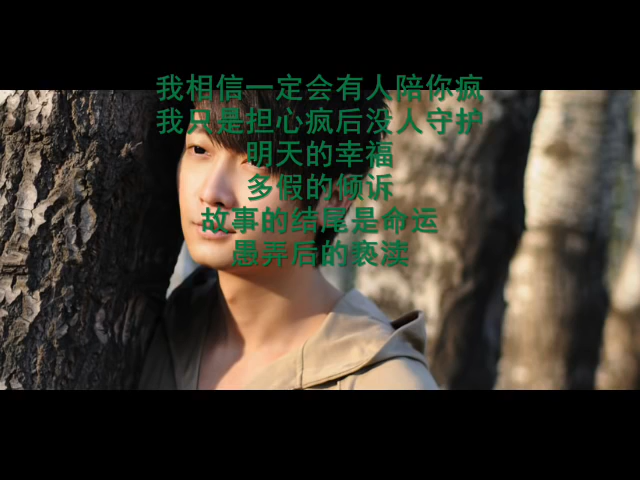 我相信一定会有人陪你疯
我只是担心疯后没人守护
明天的幸福
多假的倾诉
故事的结尾是命运
愚弄后的亵渎